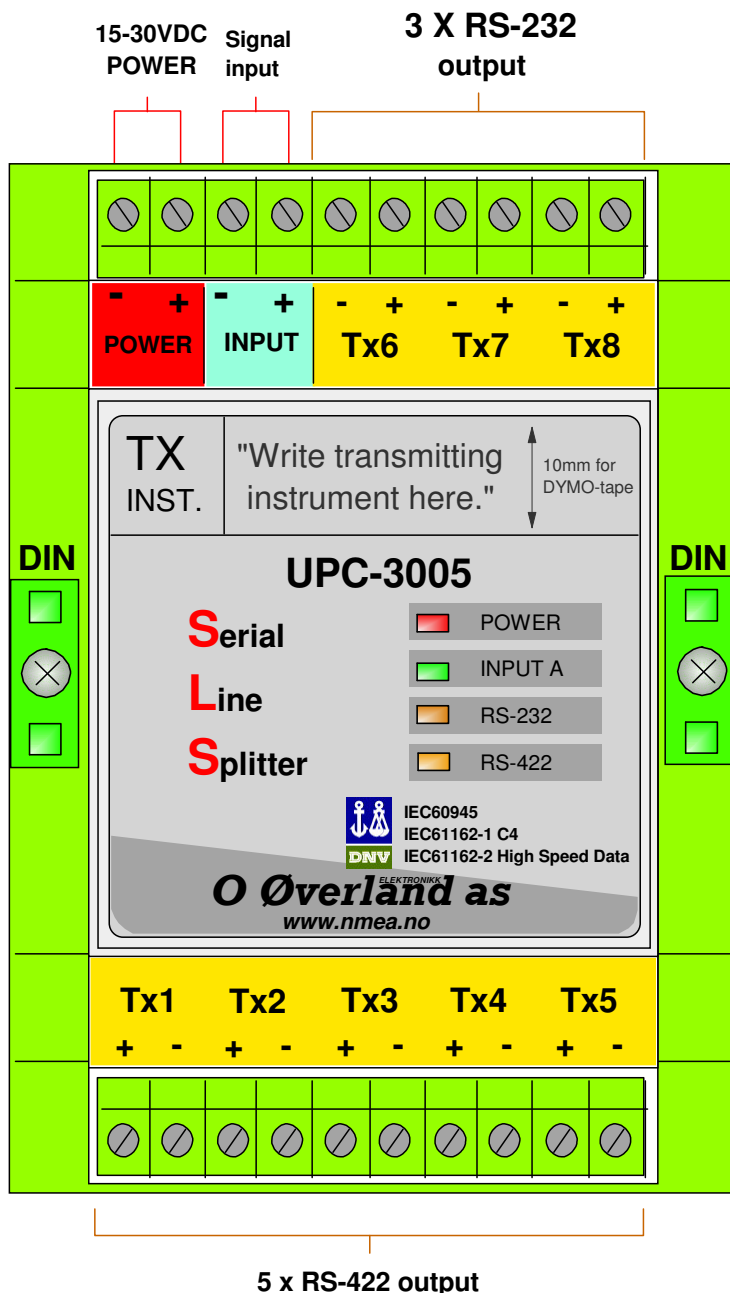 15-30VDC
POWER
Signal
input
3 X RS-232
output
- + - + - + - + - +
POWER INPUT Tx6 Tx7 Tx8
TX
INST.
"Write transmitting
instrument here."
10mm for
DYMO-tape
DIN
DIN
UPC-3005
Serial
Line
Splitter
POWER
INPUT A
RS-232
RS-422
DNV
IEC60945
IEC61162-1 C4
IEC61162-2 High Speed Data
ELEKTRONIKK
O Øverland as
www.nmea.no
Tx1 Tx2 Tx3 Tx4 Tx5
+ - + - + - + - + -
5 x RS-422 output